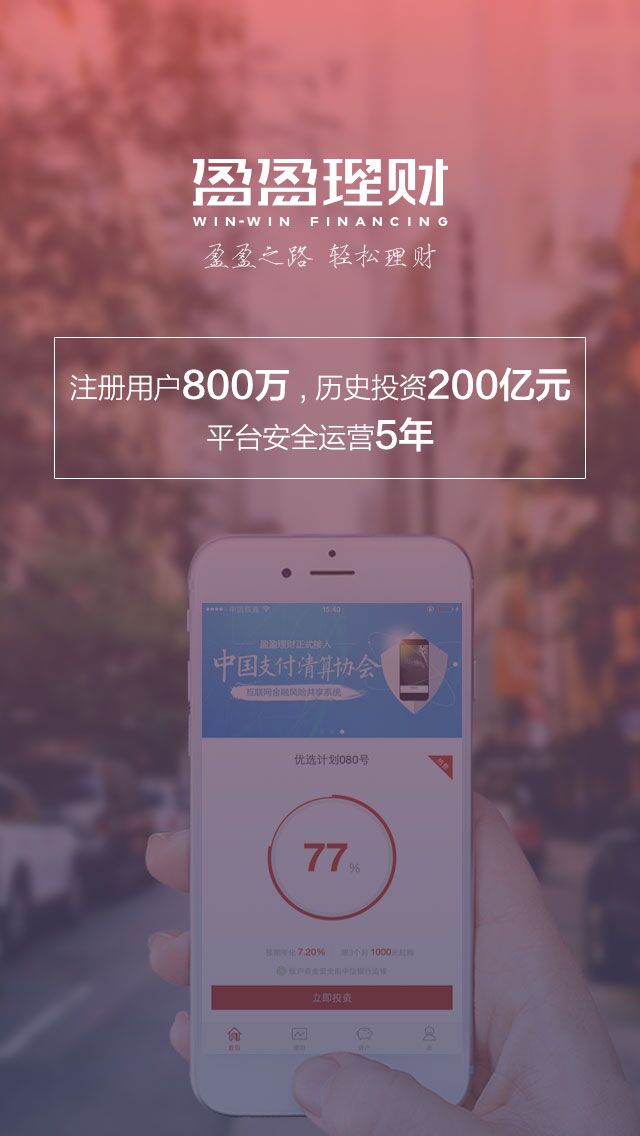 盈盈理财
WIN-WIN FINANCING
盈盈之路 轻松理财
注册用户800万，历史投资200亿元
平台安全运营5年
中国联通
15:43
盈盈理财正式接入
中国支付清算协会
互联网金融风险共享系统
优选计划080号
热卖
77%
预期年化 7.20%
限3个月 1000元起购
账户资金安全由中信银行运管
立即投资
首页
理财
资产